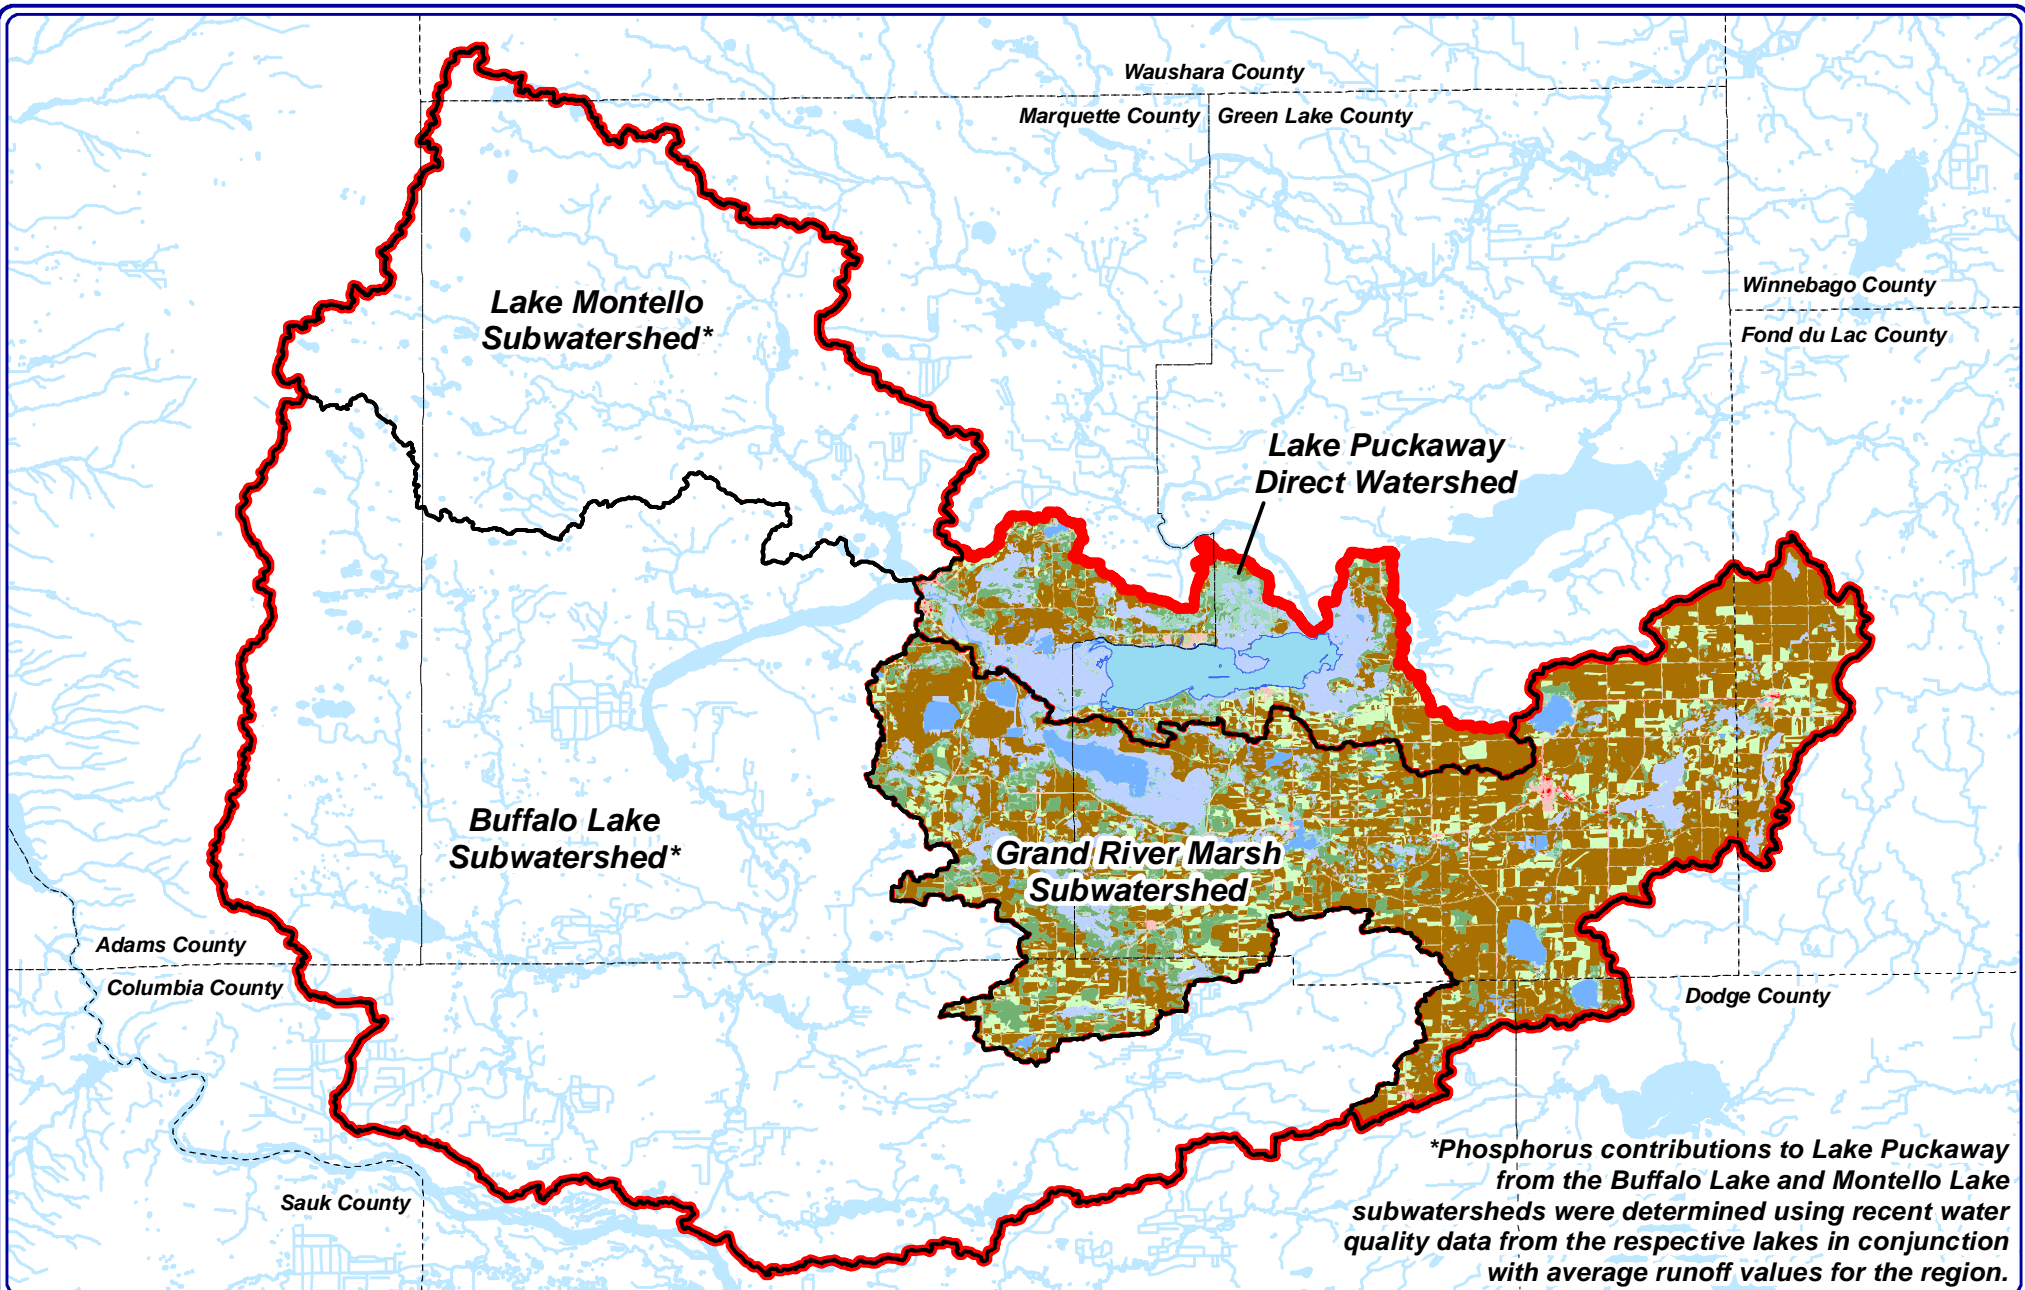 Waushara County
Marquette County
Green Lake County
Winnebago County
Fond du Lac County
Lake Montello
Subwatershed*
Lake Puckaway
Direct Watershed
Buffalo Lake
Subwatershed*
Grand River Marsh
Subwatershed
Adams County
Columbia County
Dodge County
Sauk County
*Phosphorus contributions to Lake Puckaway
from the Buffalo Lake and Montello Lake
subwatersheds were determined using recent water
quality data from the respective lakes in conjunction
with average runoff values for the region.